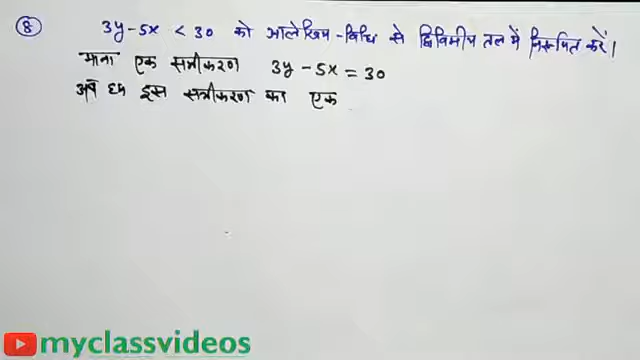 ⑧ 3y-5x < 30 को आलेखिय-विधि से द्विविमीय तल में निरूपित करें।
माना एक समीकरण 3y-5x = 30
अब हम इस समीकरण का एक
myclassvideos